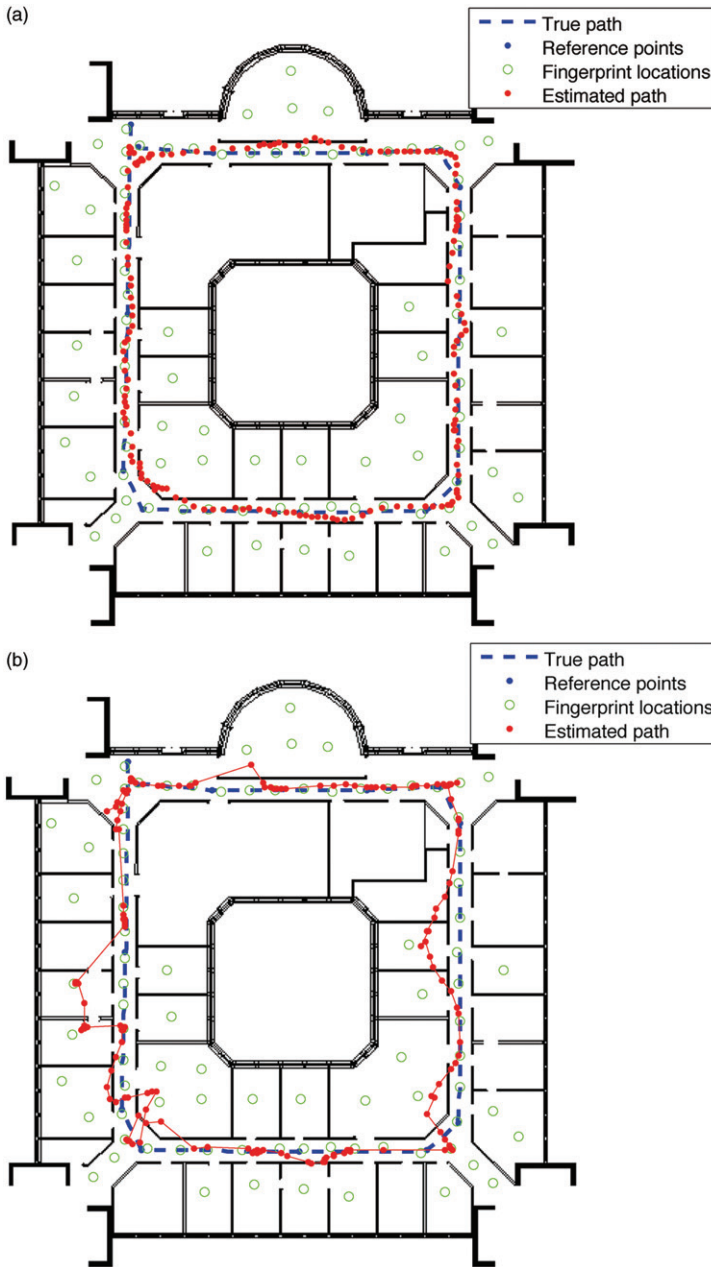 (a)
True path
Reference points
Fingerprint locations
Estimated path
(b)
True path
Reference points
Fingerprint locations
Estimated path